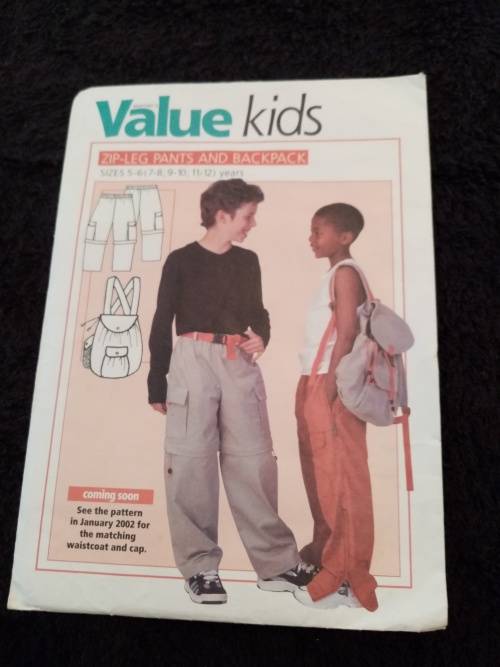 Value kids
ZIP-LEG PANTS AND BACKPACK
SIZES 5-6 (7-8, 9-10, 11-12) years
coming soon
See the pattern
in January 2002 for
the matching
waistcoat and cap.